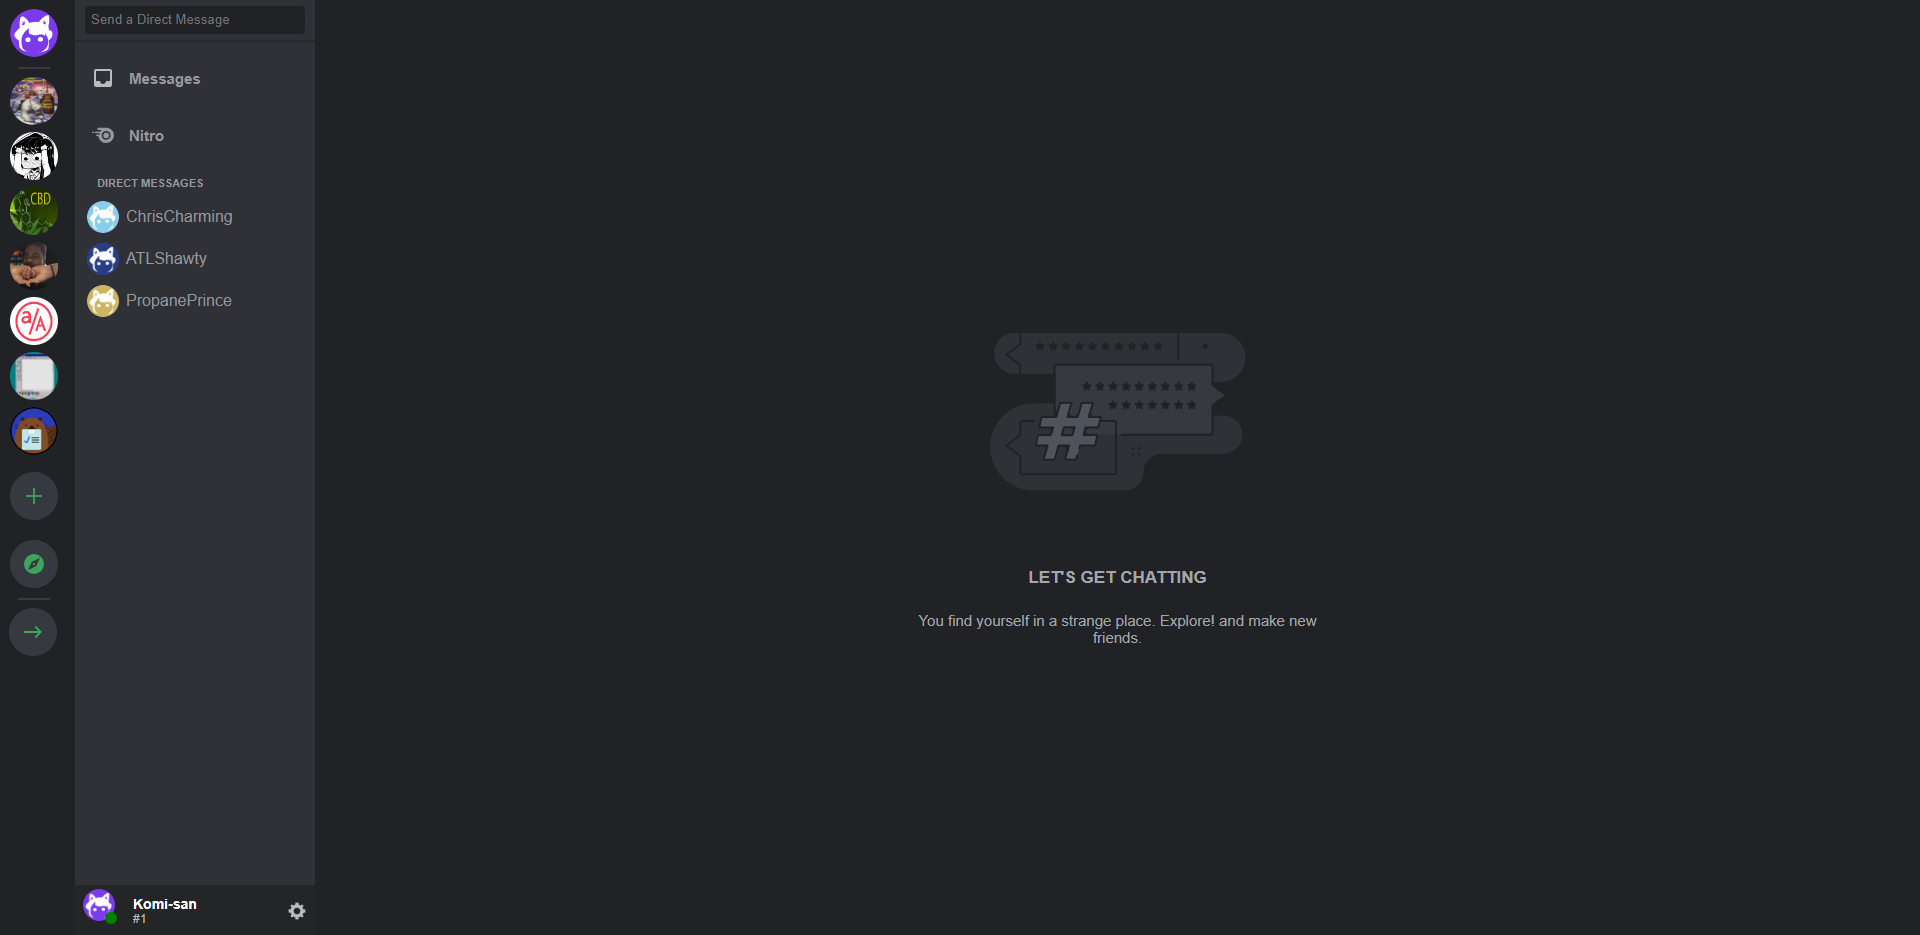 Send a Direct Message
Messages
Nitro
DIRECT MESSAGES
ChrisCharming
ATLShawty
PropanePrince
CBD
a/A
LET'S GET CHATTING
You find yourself in a strange place. Explore! and make new
friends.
Komi-san
#1